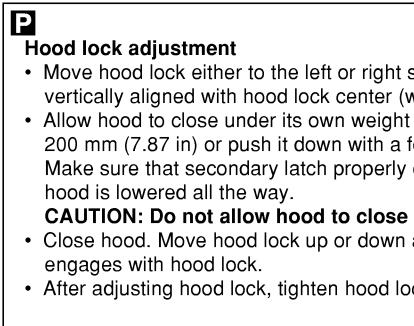 P
Hood lock adjustment
• Move hood lock either to the left or right
vertically aligned with hood lock center
• Allow hood to close under its own weight
200 mm (7.87 in) or push it down with a
Make sure that secondary latch properly
hood is lowered all the way.
CAUTION: Do not allow hood to close
• Close hood. Move hood lock up or down
engages with hood lock.
• After adjusting hood lock, tighten hood